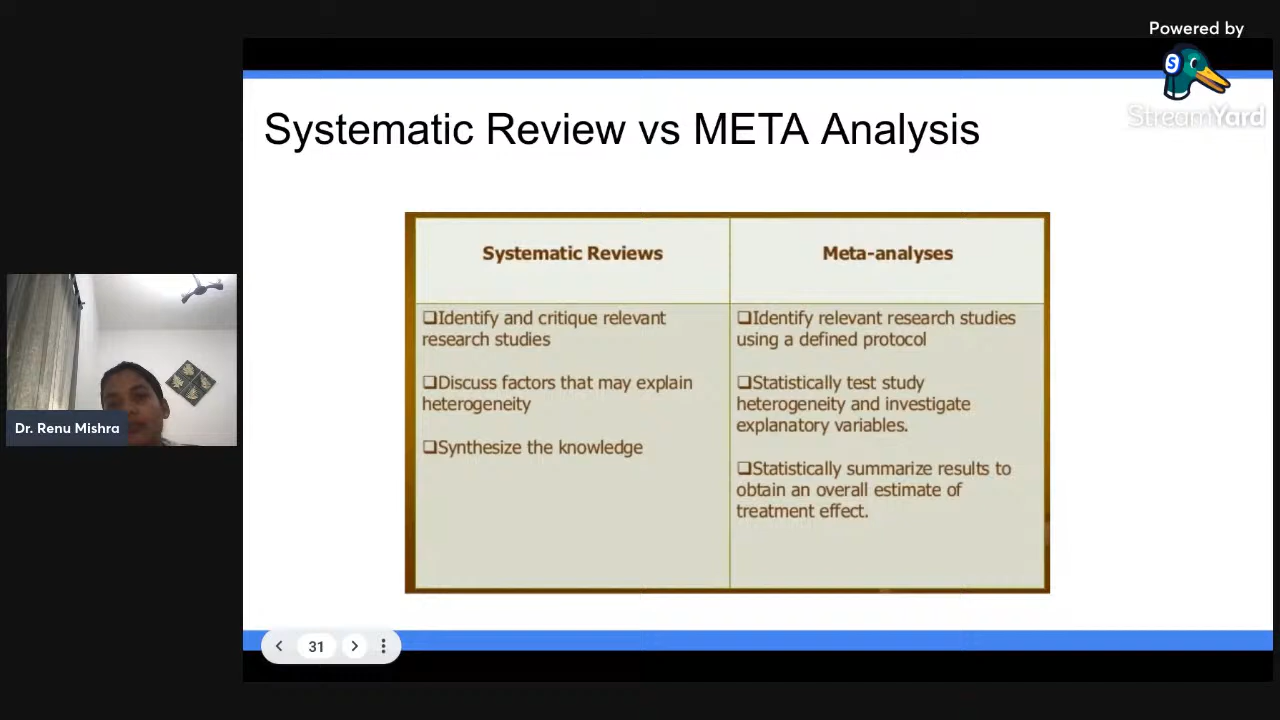 Powered by
S
StreamYard
Systematic Review vs META Analysis
Systematic Reviews
❑Identify and critique relevant
research studies
❑Discuss factors that may explain
heterogeneity
❑Synthesize the knowledge
Meta-analyses
❑Identify relevant research studies
using a defined protocol
❑Statistically test study
heterogeneity and investigate
explanatory variables.
❑Statistically summarize results to
obtain an overall estimate of
treatment effect.
Dr. Renu Mishra
31